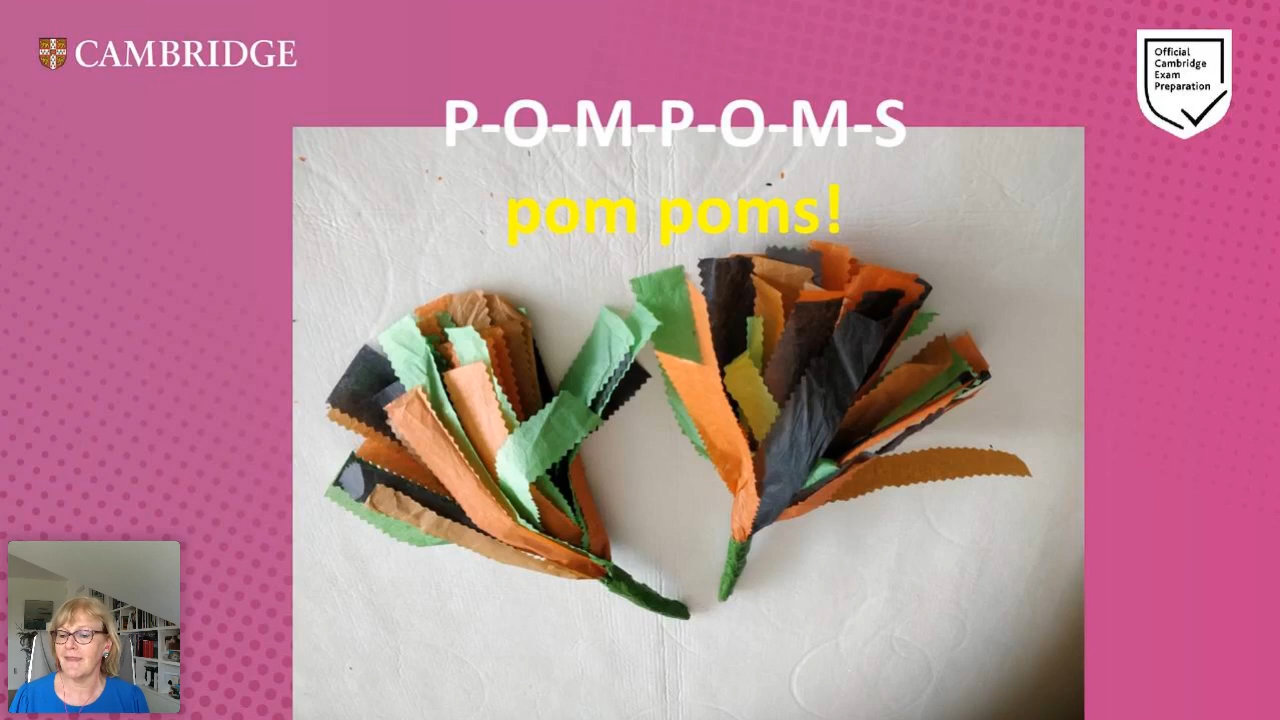 CAMBRIDGE
Official
Cambridge
Exam
Preparation
P-O-M-P-O-M-S
pom poms!